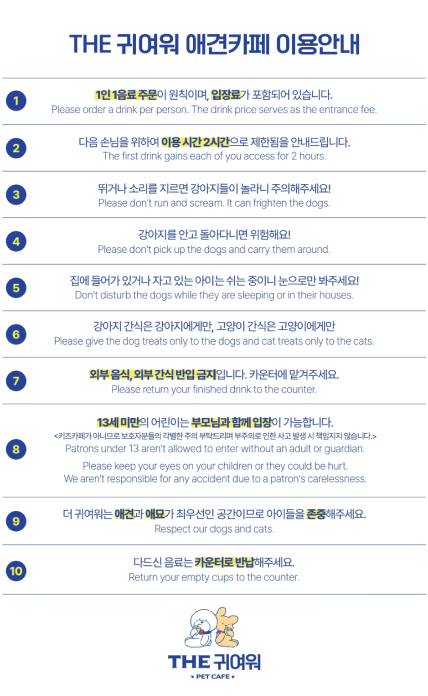 THE 귀여워 애견카페 이용안내
1
1인 1음료 주문이 원칙이며, 입장료가 포함되어 있습니다.
Please order a drink per person. The drink price serves as the entrance fee.
2
다음 손님을 위하여 이용 시간 2시간으로 제한됨을 안내드립니다.
The first drink gains each of you access for 2 hours.
3
뛰거나 소리를 지르면 강아지들이 놀라니 주의해주세요!
Please don't run and scream. It can frighten the dogs.
4
강아지를 안고 돌아다니면 위험해요!
Please don't pick up the dogs and carry them around.
5
집에 들어가 있거나 자고 있는 아이는 쉬는 중이니 눈으로만 봐주세요!
Don't disturb the dogs while they are sleeping or in their houses.
6
강아지 간식은 강아지에게만, 고양이 간식은 고양이에게만
Please give the dog treats only to the dogs and cat treats only to the cats.
7
외부 음식, 외부 간식 반입 금지입니다. 카운터에 맡겨주세요.
Please return your finished drink to the counter.
8
13세 미만의 어린이는 부모님과 함께 입장이 가능합니다.
<키즈카페가 아니므로 보호자분들의 각별한 주의 부탁드리며 부주의로 인한 사고 발생 시 책임지지 않습니다.>
Patrons under 13 aren't allowed to enter without an adult or guardian.
Please keep your eyes on your children or they could be hurt.
We aren't responsible for any accident due to a patron's carelessness.
9
더 귀여워는 애견과 애묘가 최우선인 공간이므로 아이들을 존중해주세요.
Respect our dogs and cats.
10
다드신 음료는 카운터로 반납해주세요.
Return your empty cups to the counter.
THE 귀여워
PET CAFE